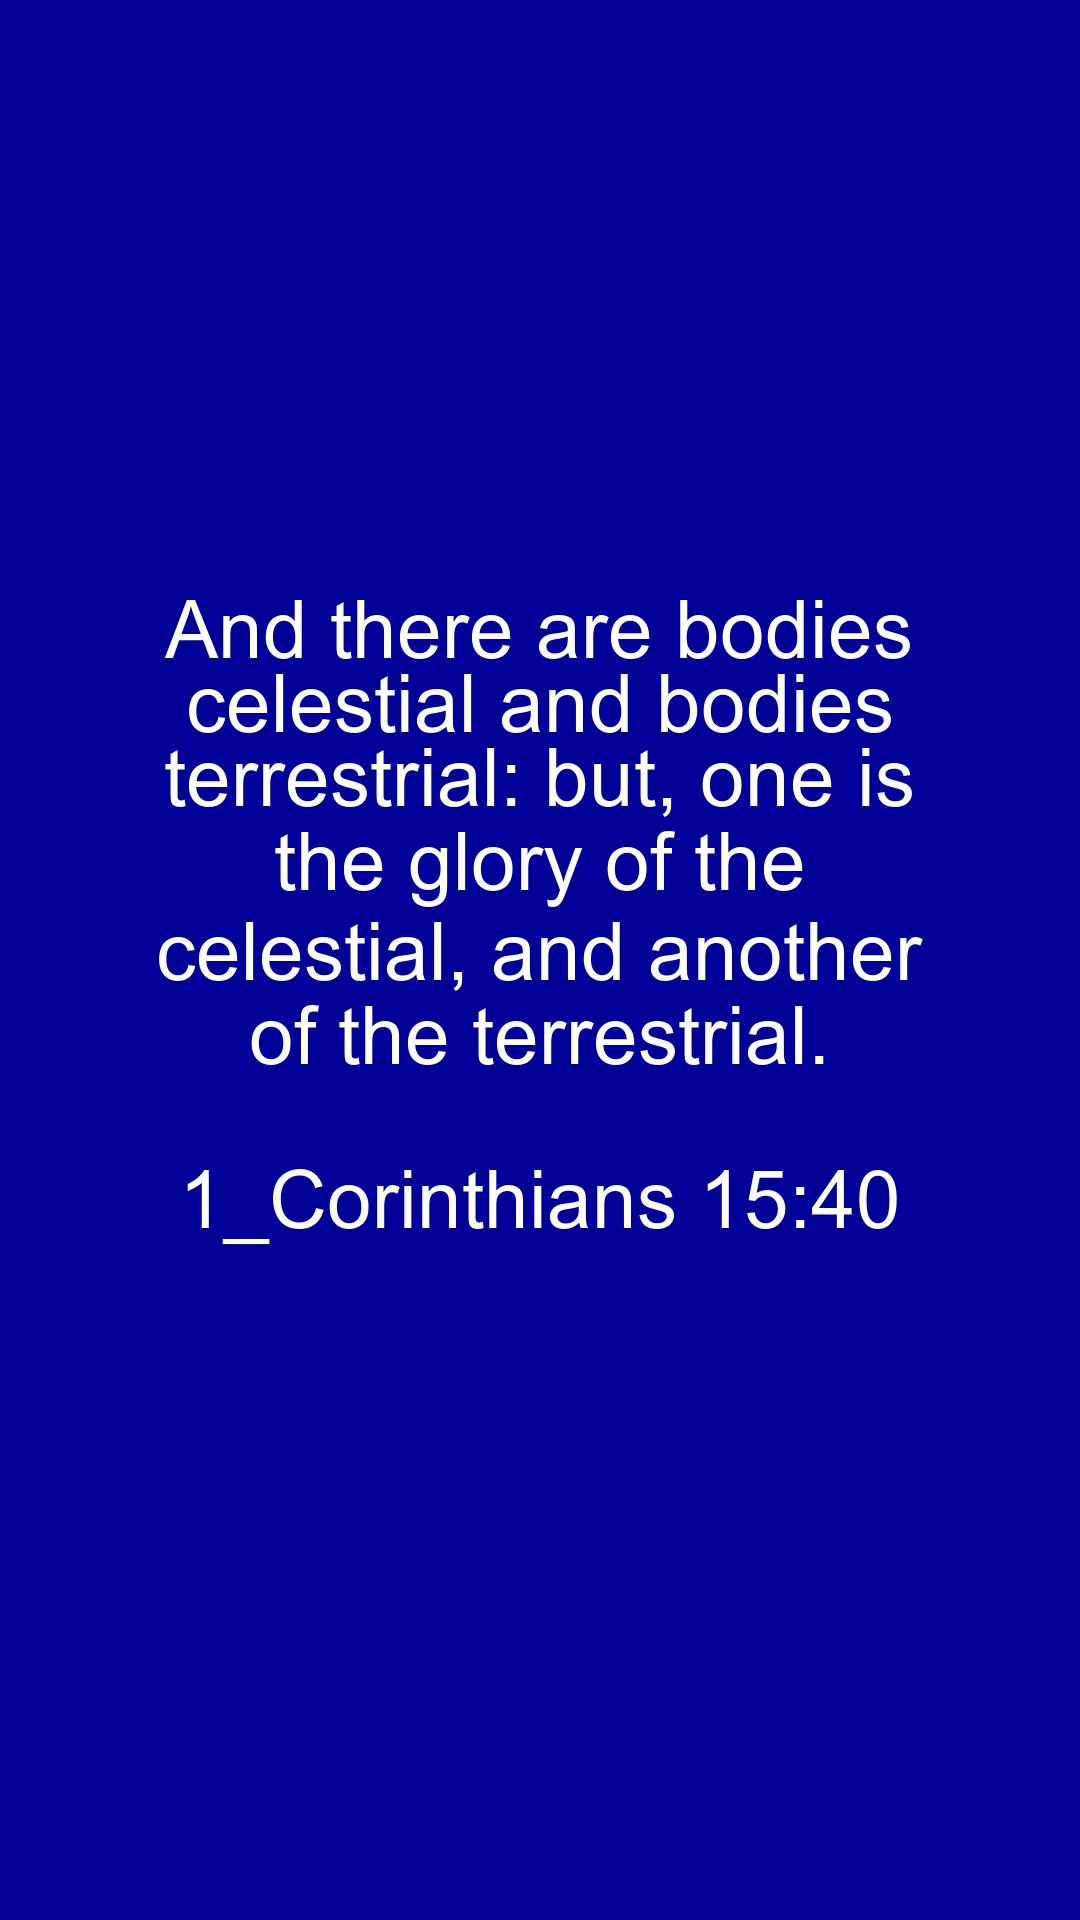 And there are bodies
celestial and bodies
terrestrial: but, one is
the glory of the
celestial, and another
of the terrestrial.
1_Corinthians 15:40